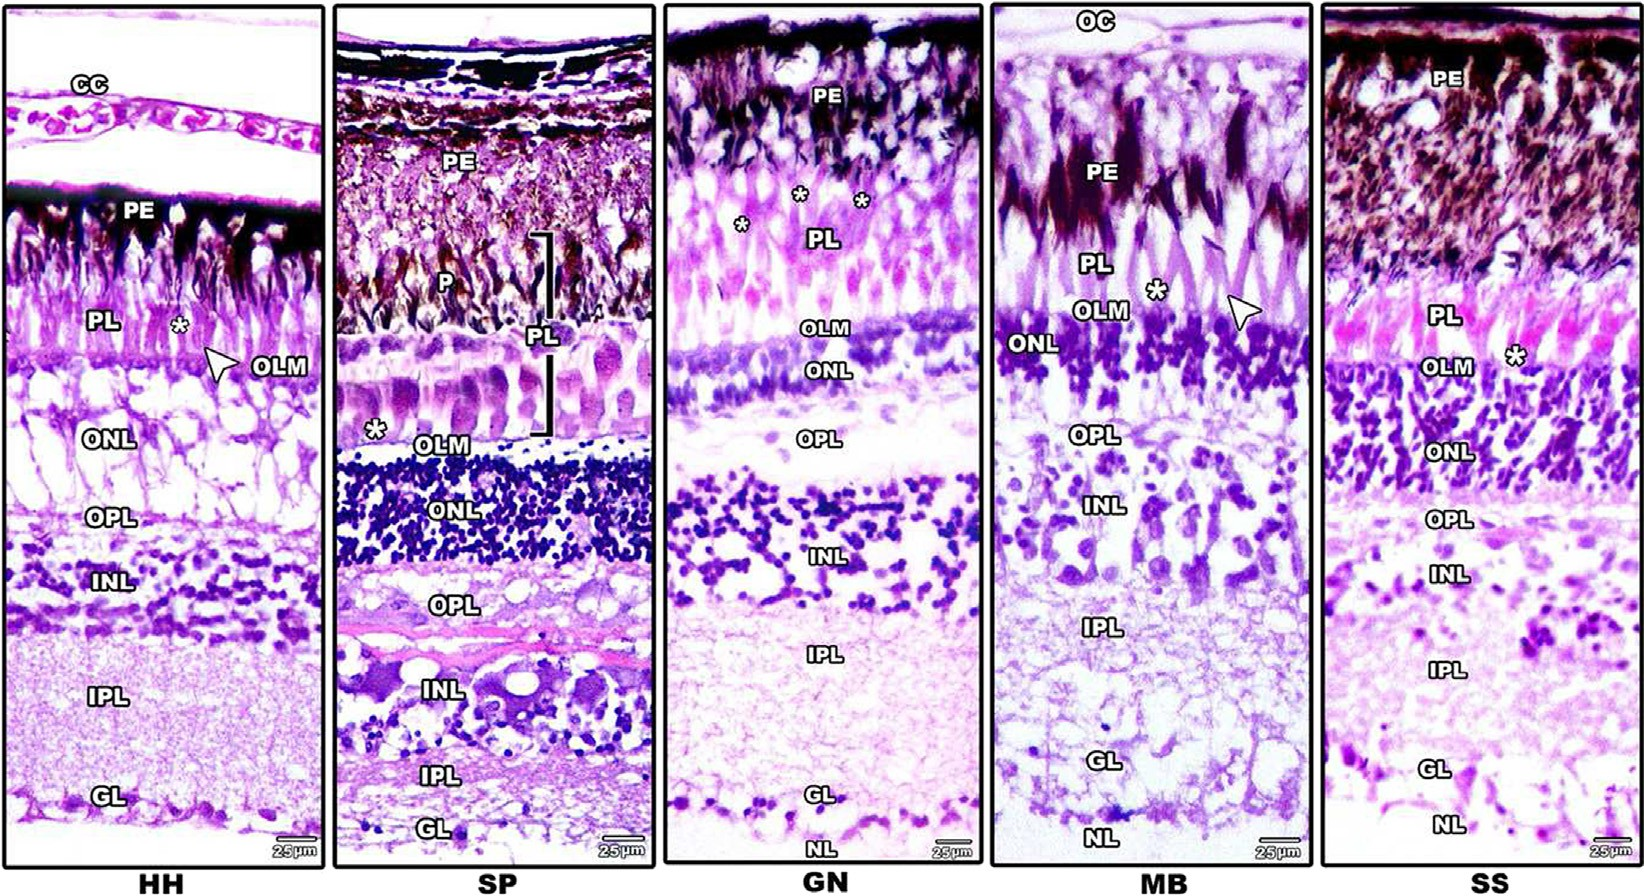 CC
PE
PL
*
OLM
ONL
OPL
INL
IPL
GL
25µm
HH
PE
P
PL
*
OLM
ONL
OPL
INL
IPL
GL
25µm
SP
PE
*
*
*
PL
OLM
ONL
OPL
INL
IPL
GL
NL
25µm
GN
OC
PE
PL
*
OLM
ONL
OPL
INL
IPL
GL
NL
25µm
MB
PE
PL
*
OLM
ONL
OPL
INL
IPL
GL
NL
25µm
SS